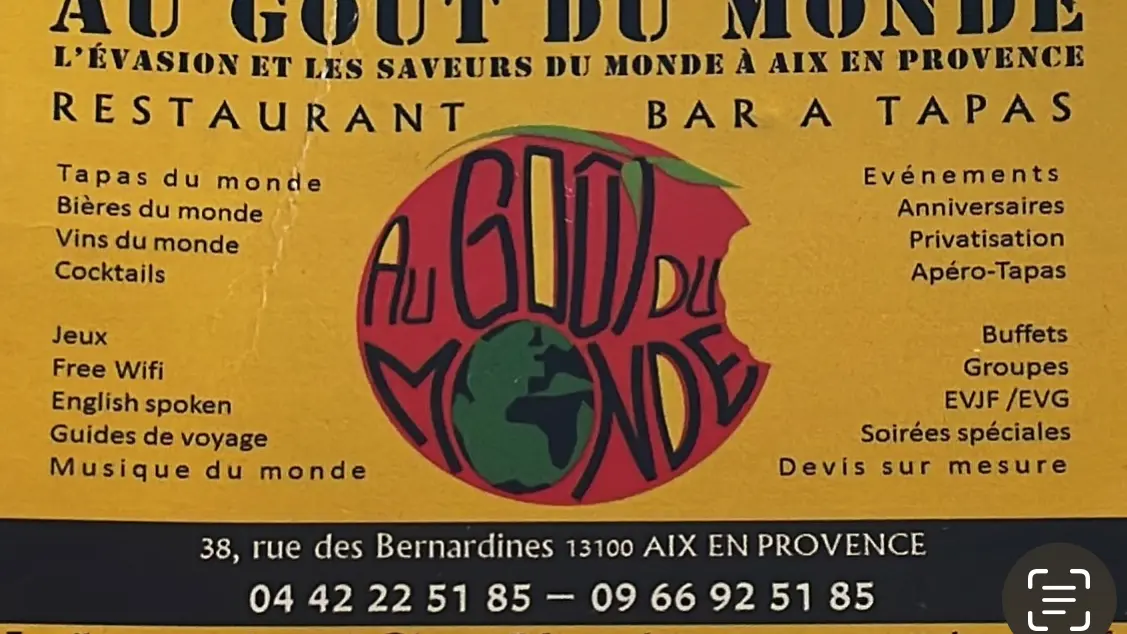 AU GOUT DU MONDE
L'ÉVASION ET LES SAVEURS DU MONDE À AIX EN PROVENCE
RESTAURANT BAR A TAPAS
Tapas du monde
Bières du monde
Vins du monde
Cocktails
Jeux
Free Wifi
English spoken
Guides de voyage
Musique du monde
AU GOÛT DU
MONDE
Evénements
Anniversaires
Privatisation
Apéro-Tapas
Buffets
Groupes
EVJF /EVG
Soirées spéciales
Devis sur mesure
38, rue des Bernardines 13100 AIX EN PROVENCE
04 42 22 51 85 – 09 66 92 51 85